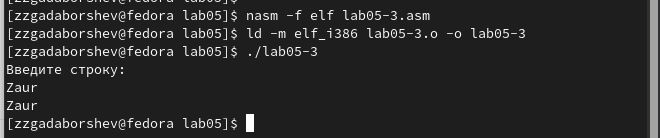 [zzgadaborshev@fedora lab05]$ nasm -f elf lab05-3.asm
[zzgadaborshev@fedora lab05]$ ld -m elf_i386 lab05-3.o -o lab05-3
[zzgadaborshev@fedora lab05]$ ./lab05-3
Введите строку:
Zaur
Zaur
[zzgadaborshev@fedora lab05]$